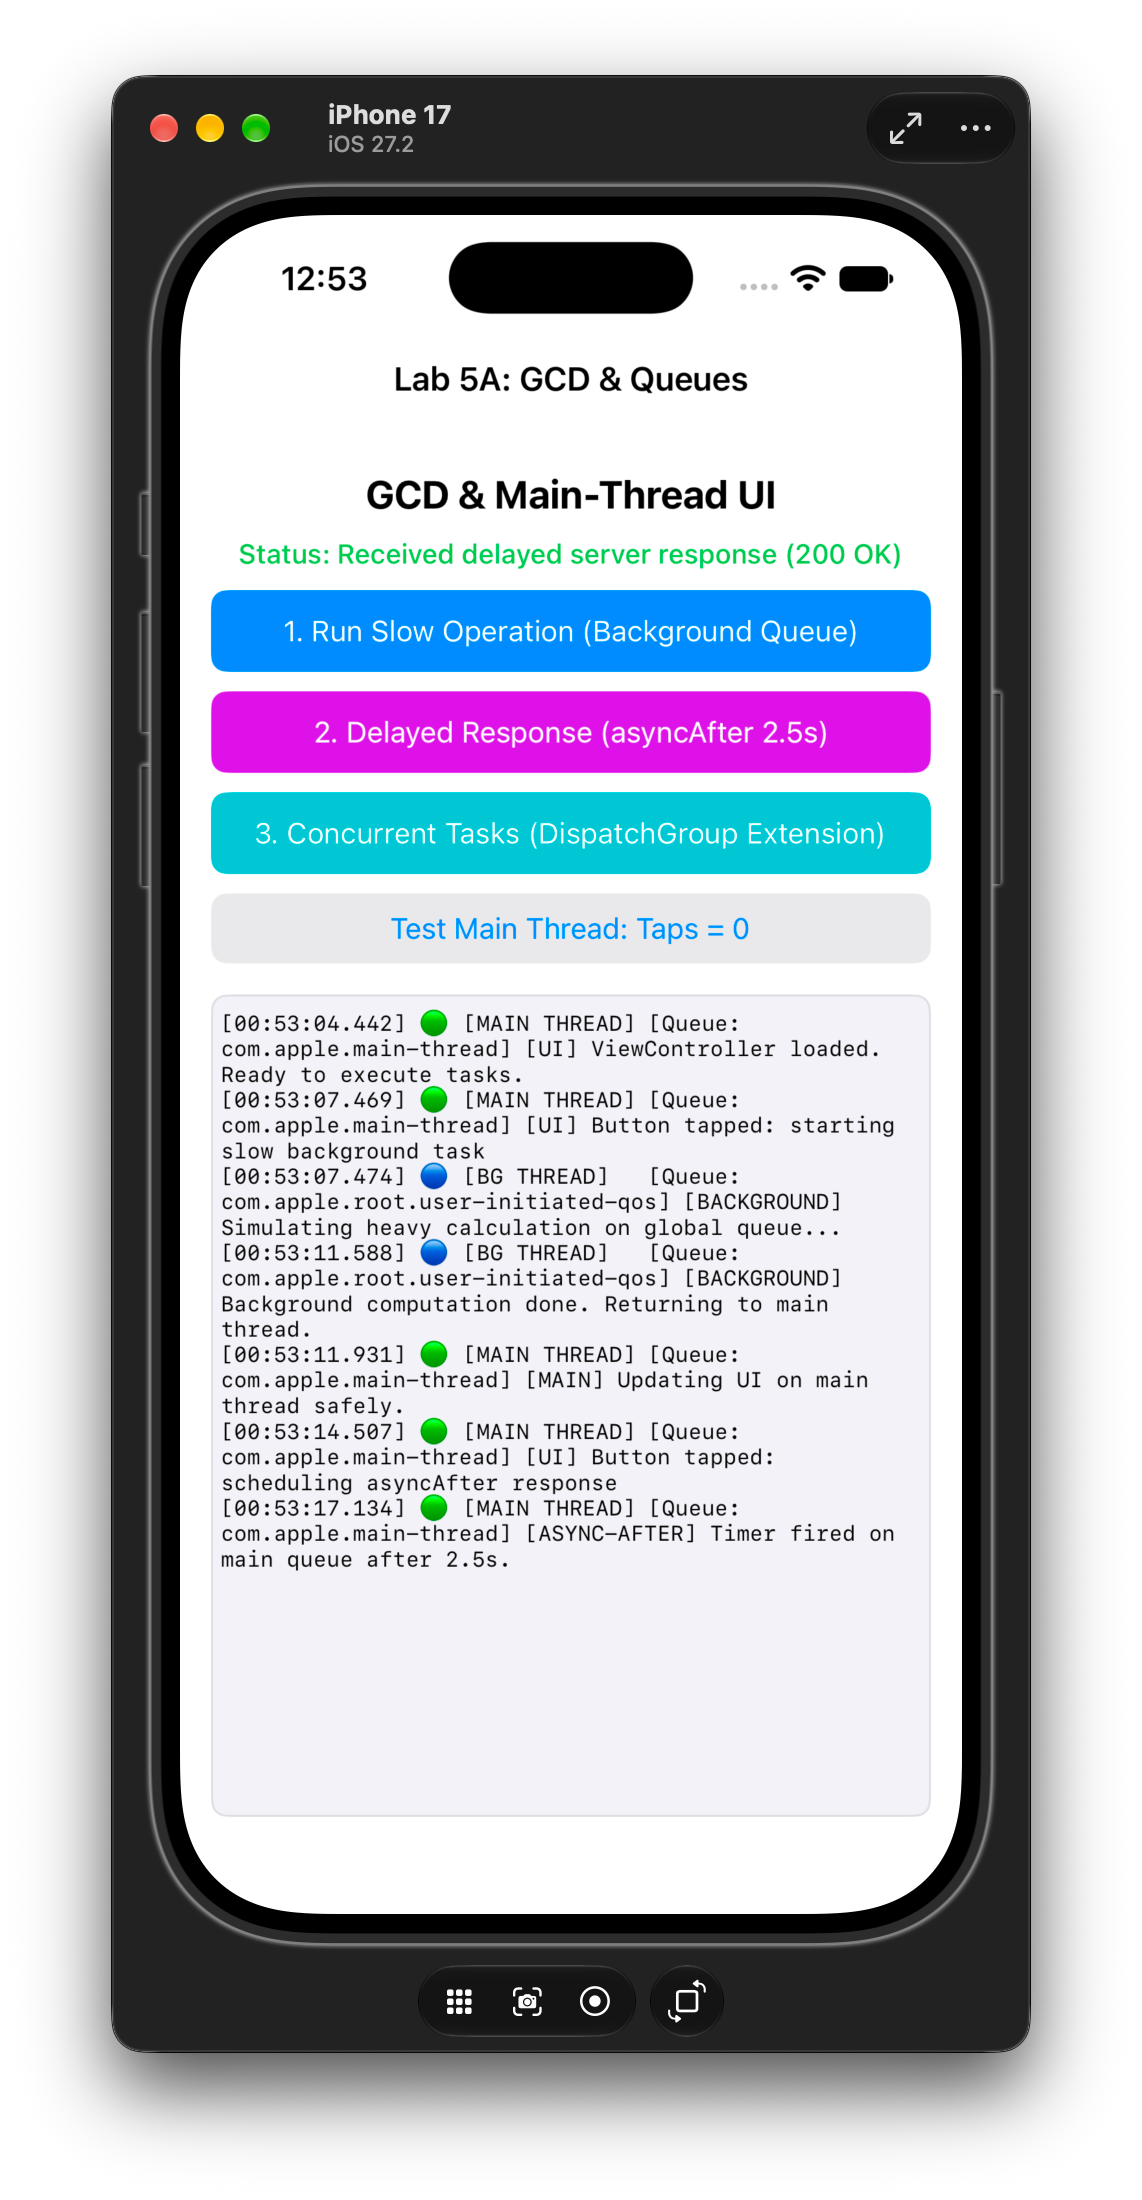 iPhone 17
iOS 27.2
12:53
Lab 5A: GCD & Queues
GCD & Main-Thread UI
Status: Received delayed server response (200 OK)
1. Run Slow Operation (Background Queue)
2. Delayed Response (asyncAfter 2.5s)
3. Concurrent Tasks (DispatchGroup Extension)
Test Main Thread: Taps = 0
[00:53:04.442] 🟢 [MAIN THREAD] [Queue:
com.apple.main-thread] [UI] ViewController loaded.
Ready to execute tasks.
[00:53:07.469] 🟢 [MAIN THREAD] [Queue:
com.apple.main-thread] [UI] Button tapped: starting
slow background task
[00:53:07.474] 🔵 [BG THREAD]   [Queue:
com.apple.root.user-initiated-qos] [BACKGROUND]
Simulating heavy calculation on global queue...
[00:53:11.588] 🔵 [BG THREAD]   [Queue:
com.apple.root.user-initiated-qos] [BACKGROUND]
Background computation done. Returning to main
thread.
[00:53:11.931] 🟢 [MAIN THREAD] [Queue:
com.apple.main-thread] [MAIN] Updating UI on main
thread safely.
[00:53:14.507] 🟢 [MAIN THREAD] [Queue:
com.apple.main-thread] [UI] Button tapped:
scheduling asyncAfter response
[00:53:17.134] 🟢 [MAIN THREAD] [Queue:
com.apple.main-thread] [ASYNC-AFTER] Timer fired on
main queue after 2.5s.